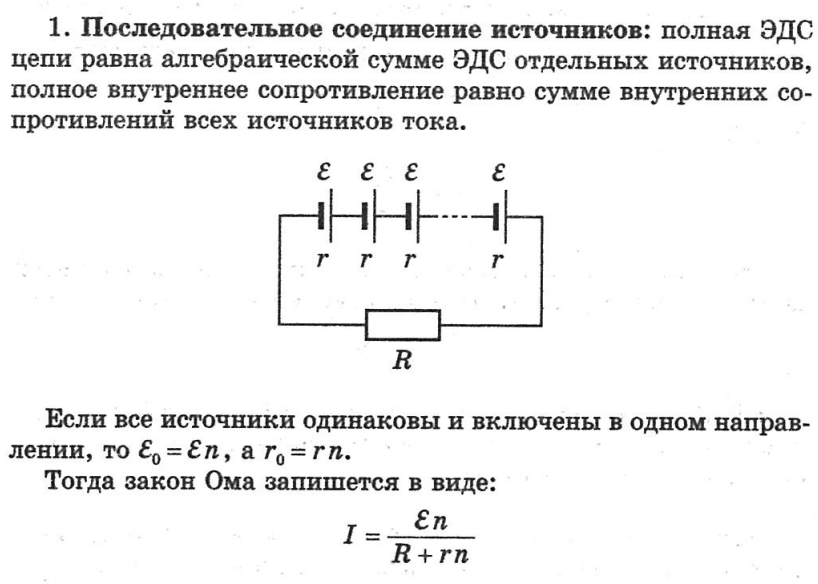 1. Последовательное соединение источников: полная ЭДС
цепи равна алгебраической сумме ЭДС отдельных источников,
полное внутреннее сопротивление равно сумме внутренних со-
противлений всех источников тока.
ℰ ℰ ℰ ℰ
r r r r
R
Если все источники одинаковы и включены в одном направ-
лении, то ℰ₀ = ℰn, а r₀ = rn.
Тогда закон Ома запишется в виде:
I = ℰn / (R + rn)